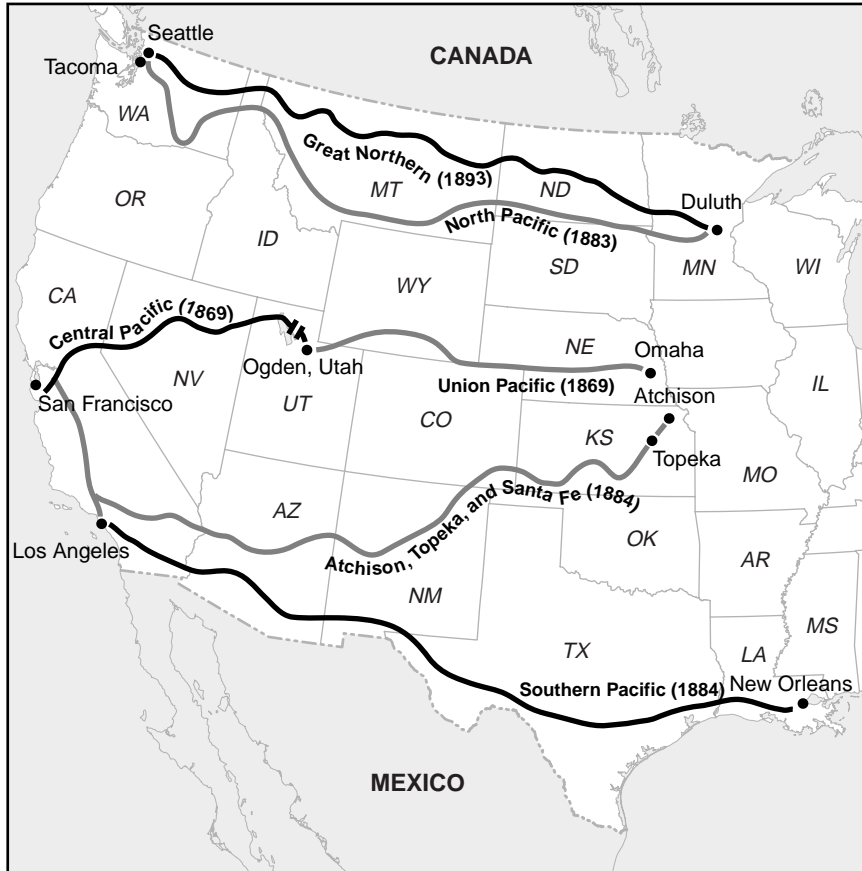 Seattle
CANADA
Tacoma
WA
Great Northern (1893)
MT
ND
OR
Duluth
North Pacific (1883)
ID
MN
WI
SD
WY
CA
Central Pacific (1869)
NE
Omaha
Ogden, Utah
NV
Union Pacific (1869)
IL
San Francisco
Atchison
UT
CO
KS
Topeka
MO
Atchison, Topeka, and Santa Fe (1884)
AZ
Los Angeles
OK
AR
NM
MS
TX
LA
Southern Pacific (1884)
New Orleans
MEXICO